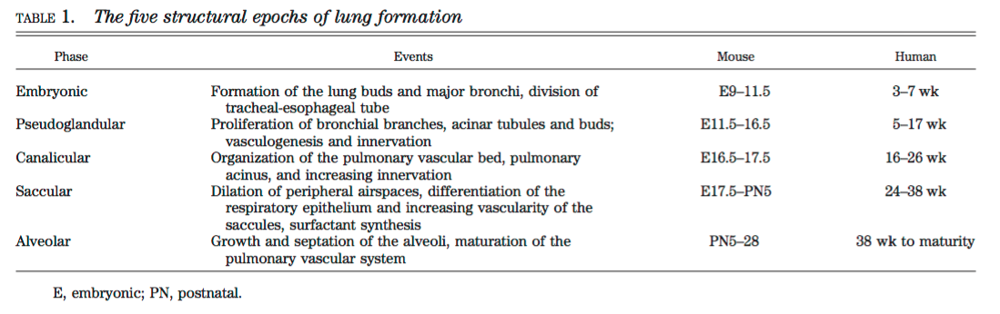 TABLE 1. The five structural epochs of lung formation
Phase Events Mouse Human
Embryonic Formation of the lung buds and major bronchi, division of E9–11.5 3–7 wk
tracheal-esophageal tube
Pseudoglandular Proliferation of bronchial branches, acinar tubules and buds; E11.5–16.5 5–17 wk
vasculogenesis and innervation
Canalicular Organization of the pulmonary vascular bed, pulmonary E16.5–17.5 16–26 wk
acinus, and increasing innervation
Saccular Dilation of peripheral airspaces, differentiation of the E17.5–PN5 24–38 wk
respiratory epithelium and increasing vascularity of the
saccules, surfactant synthesis
Alveolar Growth and septation of the alveoli, maturation of the PN5–28 38 wk to maturity
pulmonary vascular system
E, embryonic; PN, postnatal.